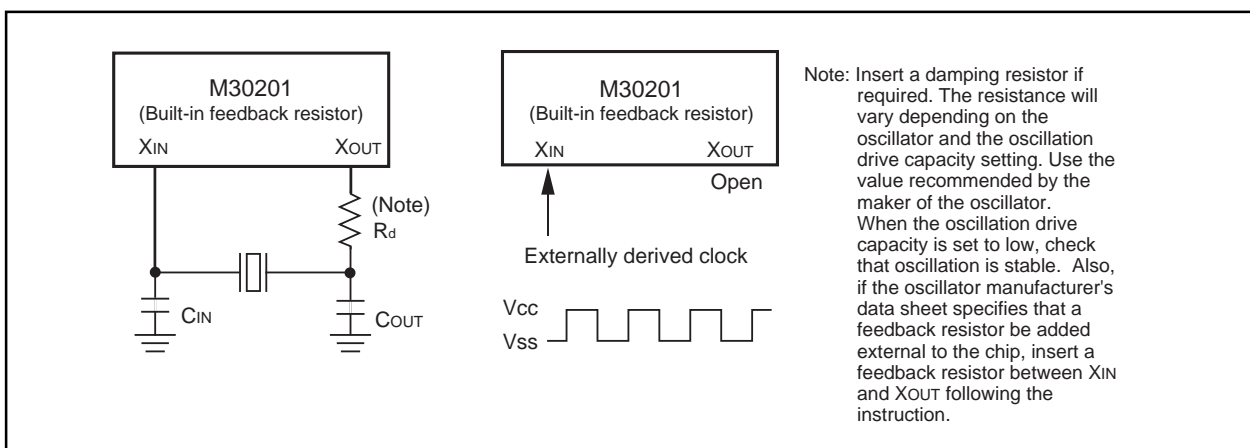 M30201
(Built-in feedback resistor)
XIN
XOUT
(Note)
Rd
CIN
COUT
M30201
(Built-in feedback resistor)
XIN
XOUT
Open
Externally derived clock
Vcc
Vss
Note: Insert a damping resistor if
required. The resistance will
vary depending on the
oscillator and the oscillation
drive capacity setting. Use the
value recommended by the
maker of the oscillator.
When the oscillation drive
capacity is set to low, check
that oscillation is stable. Also,
if the oscillator manufacturer's
data sheet specifies that a
feedback resistor be added
external to the chip, insert a
feedback resistor between XIN
and XOUT following the
instruction.